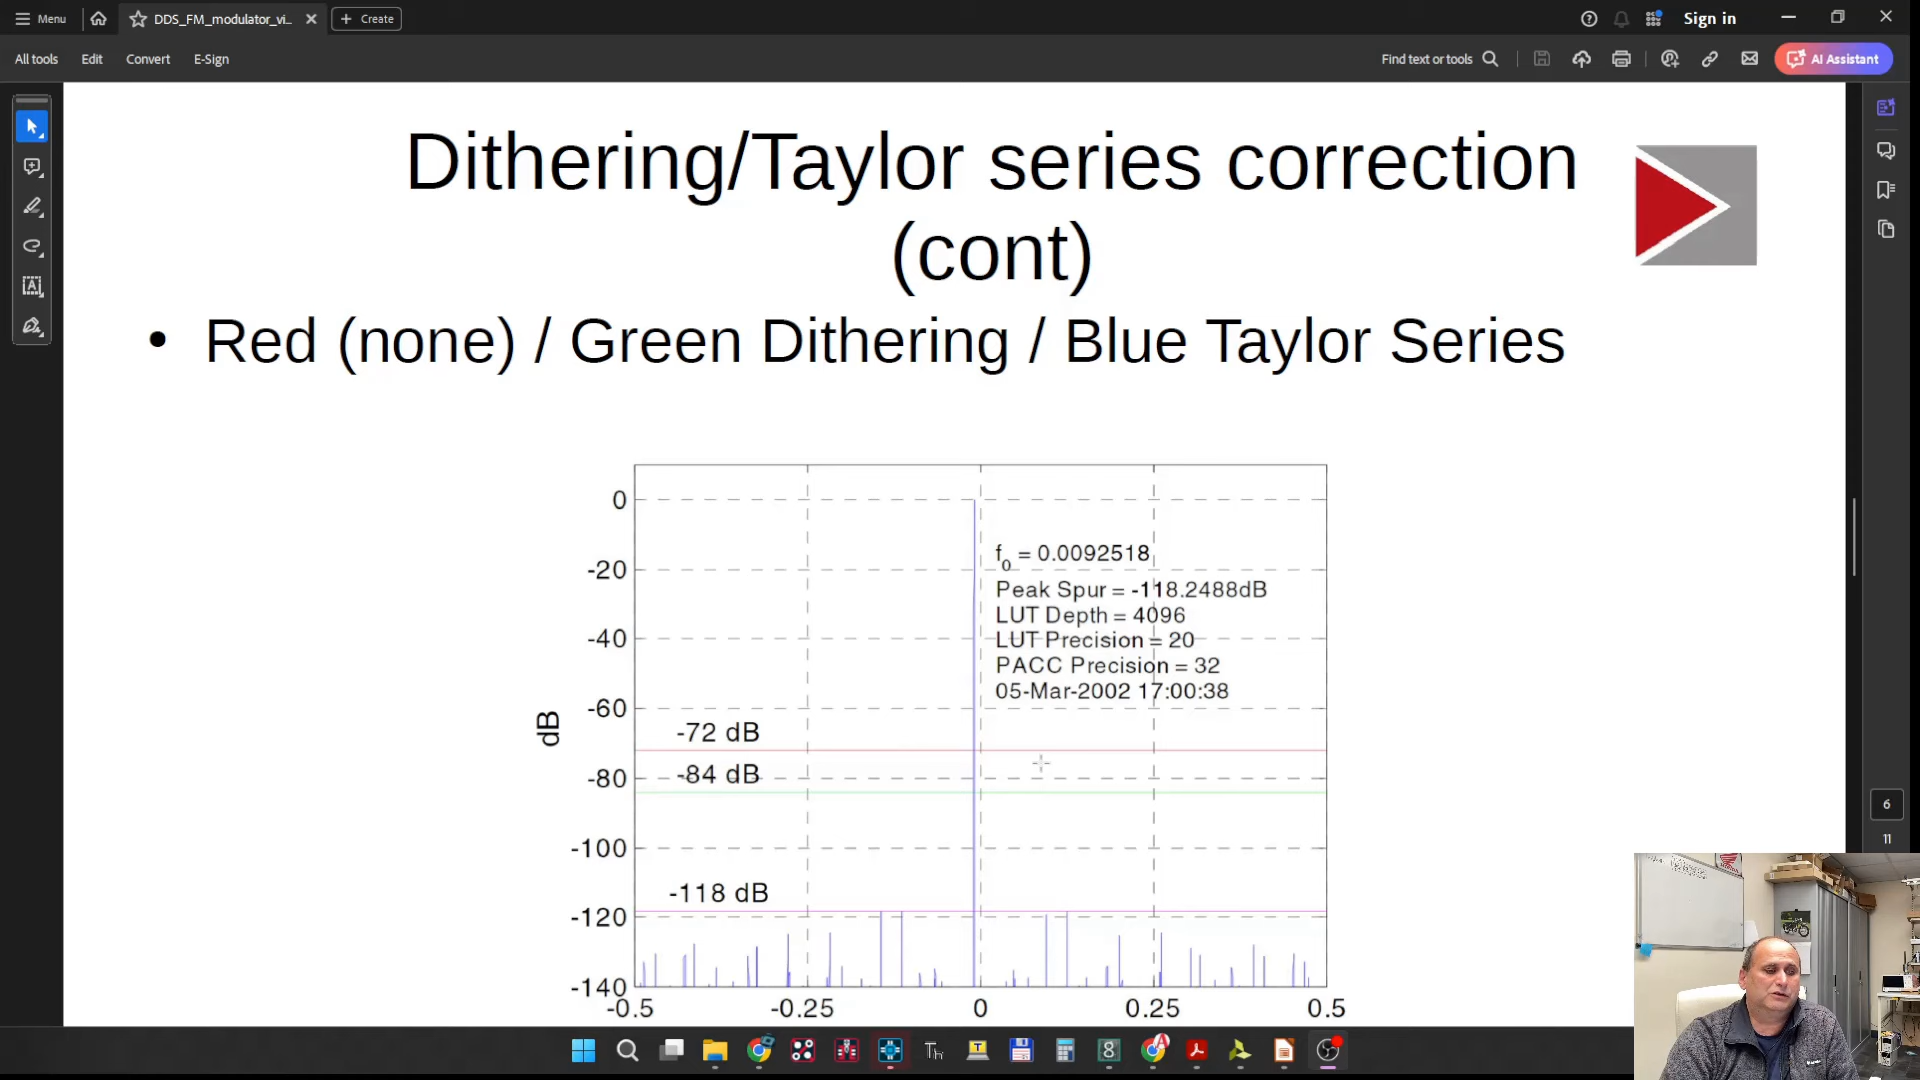 Menu
DDS_FM_modulator_vi...
Create
Sign in
All tools
Edit
Convert
E-Sign
Find text or tools
AI Assistant
Dithering/Taylor series correction
(cont)
• Red (none) / Green Dithering / Blue Taylor Series
0
-20
-40
-60
-80
-100
-120
-140
dB
f0 = 0.0092518
Peak Spur = -118.2488dB
LUT Depth = 4096
LUT Precision = 20
PACC Precision = 32
05-Mar-2002 17:00:38
-72 dB
-84 dB
-118 dB
-0.5
-0.25
0
0.25
0.5
6
11